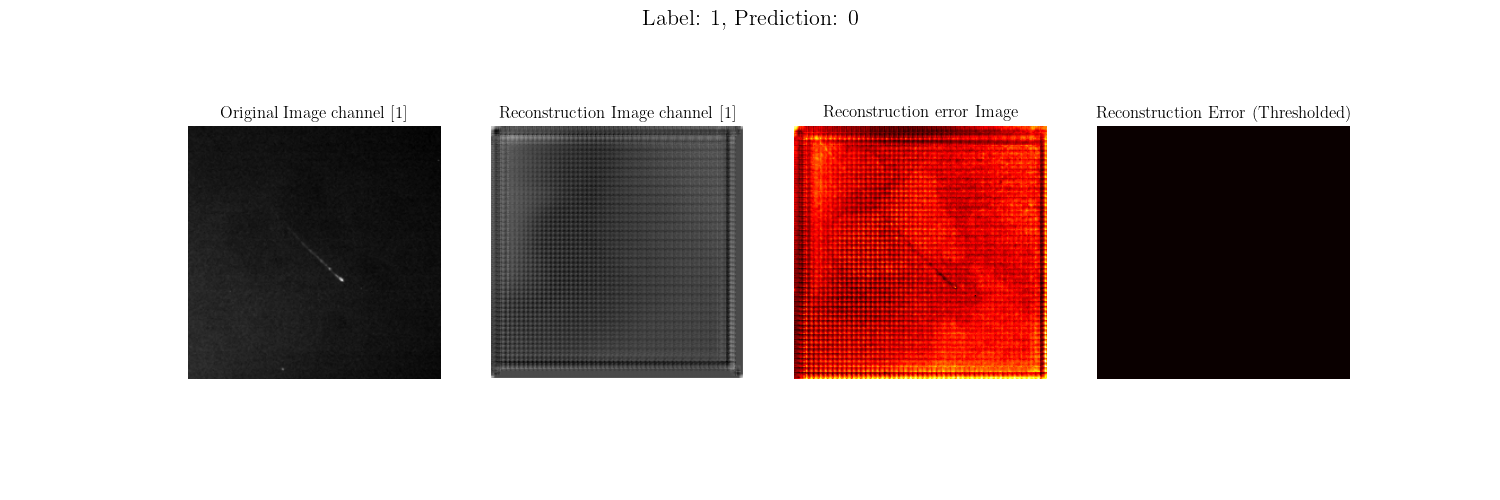 Label: 1, Prediction: 0
Original Image channel [1]
Reconstruction Image channel [1]
Reconstruction error Image
Reconstruction Error (Thresholded)